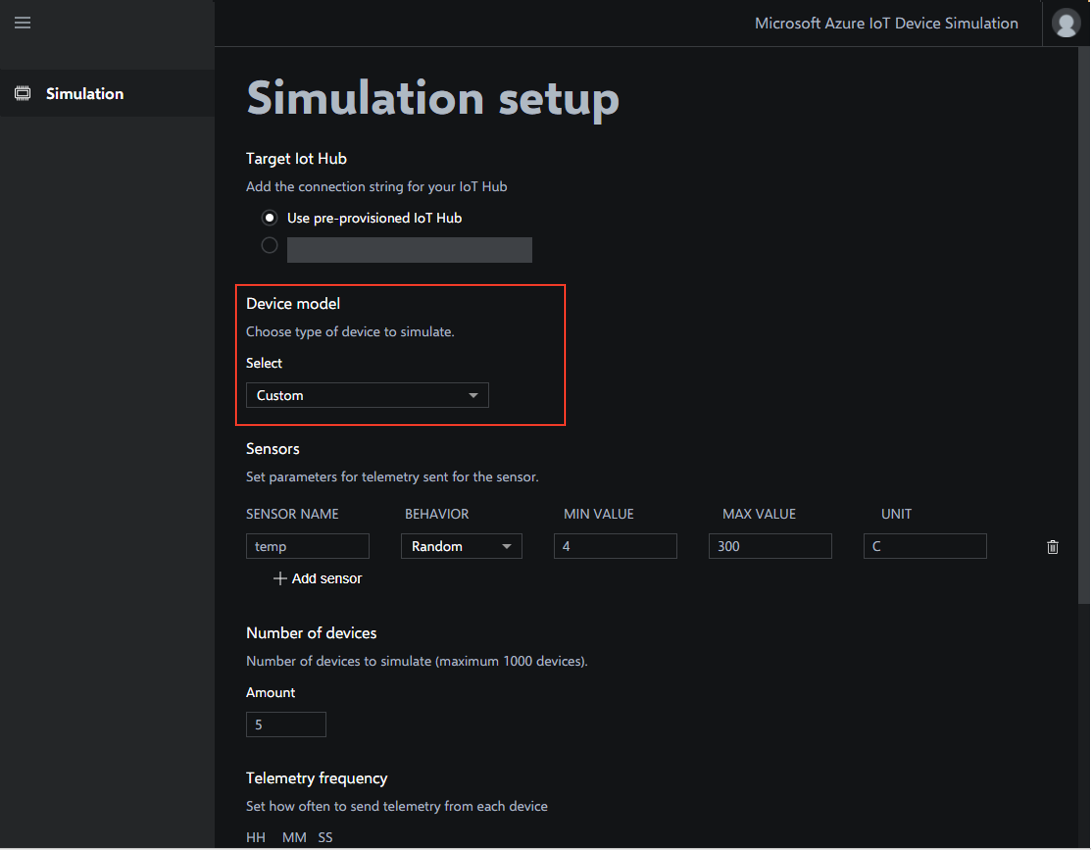 Microsoft Azure IoT Device Simulation
Simulation
Simulation setup
Target Iot Hub
Add the connection string for your IoT Hub
Use pre-provisioned IoT Hub
Device model
Choose type of device to simulate.
Select
Custom
Sensors
Set parameters for telemetry sent for the sensor.
SENSOR NAME BEHAVIOR MIN VALUE MAX VALUE UNIT
temp Random 4 300 C
Add sensor
Number of devices
Number of devices to simulate (maximum 1000 devices).
Amount
5
Telemetry frequency
Set how often to send telemetry from each device
HH MM SS